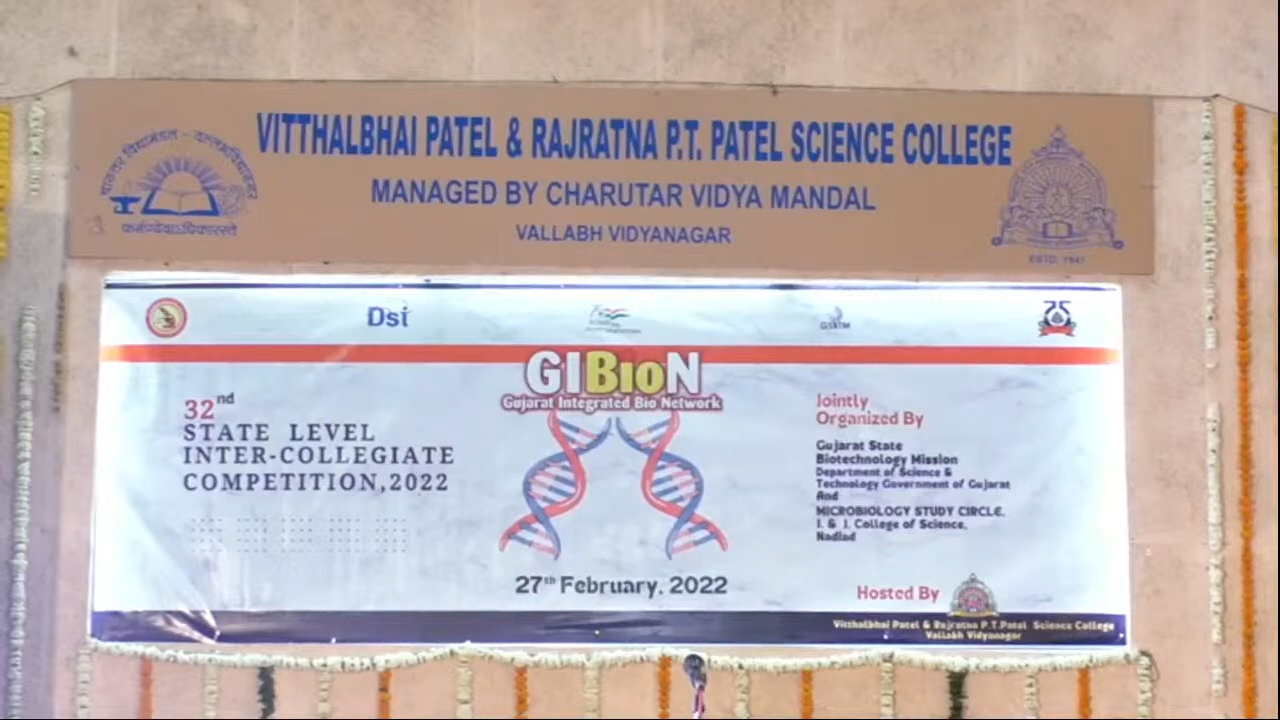 VITTHALBHAI PATEL & RAJRATNA P.T. PATEL SCIENCE COLLEGE
MANAGED BY CHARUTAR VIDYA MANDAL
VALLABH VIDYANAGAR
ESTD. 1947
Dsi
GSBTM
75
GIBioN
Gujarat Integrated Bio Network
32nd
STATE LEVEL
INTER-COLLEGIATE
COMPETITION,2022
27th February, 2022
Jointly
Organized By
Gujarat State
Biotechnology Mission
Department of Science &
Technology Government of Gujarat
And
MICROBIOLOGY STUDY CIRCLE,
J. & J. College of Science,
Nadiad
Hosted By
Vitthalbhai Patel & Rajratna P.T.Patel Science College
Vallabh Vidyanagar